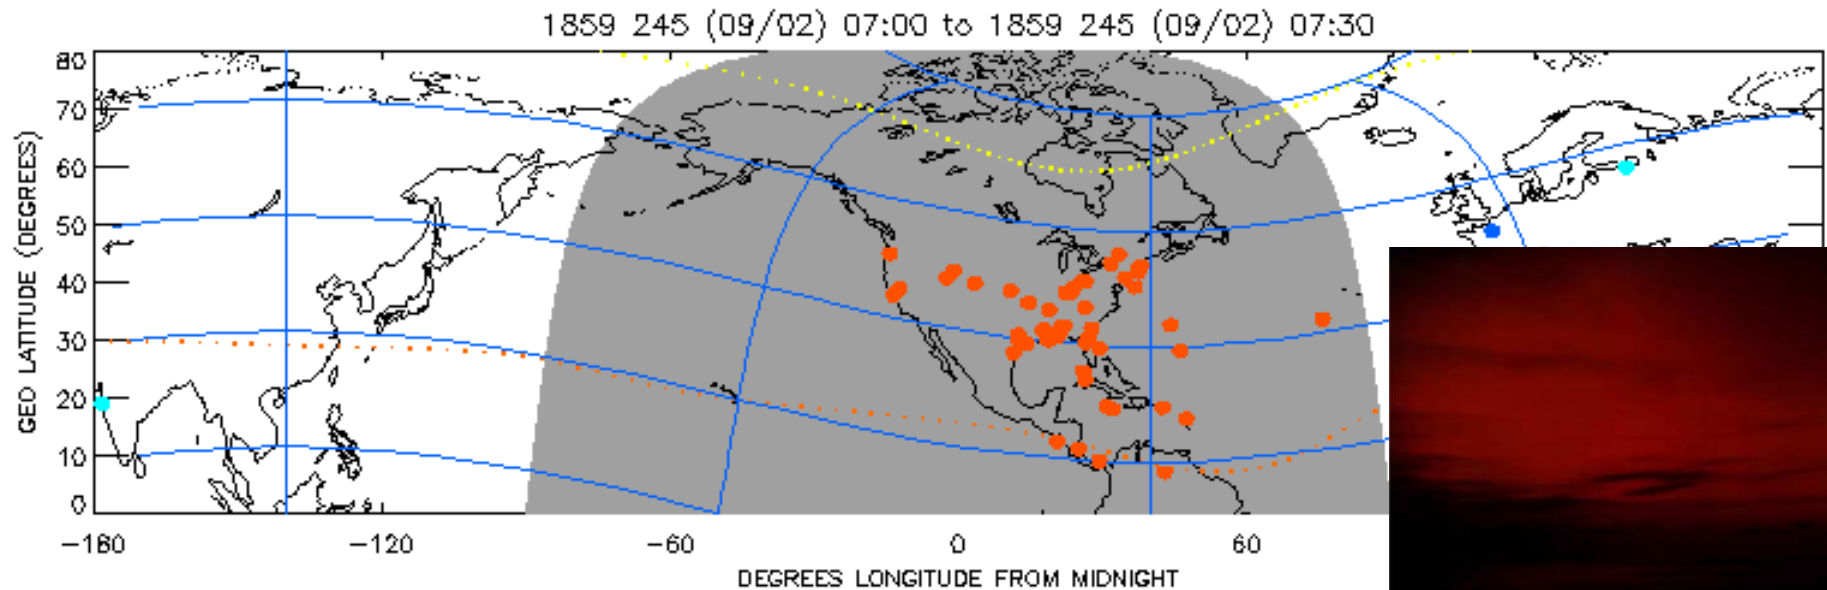 1859 245 (09/02) 07:00 to 1859 245 (09/02) 07:30
GEO LATITUDE (DEGREES)
80
70
60
50
40
30
20
10
0
−180 −120 −60 0 60
DEGREES LONGITUDE FROM MIDNIGHT